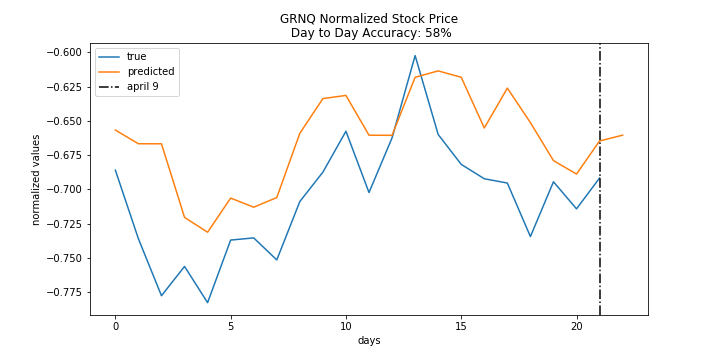 GRNQ Normalized Stock Price
Day to Day Accuracy: 58%
true
predicted
april 9
normalized values
−0.600
−0.625
−0.650
−0.675
−0.700
−0.725
−0.750
−0.775
0
5
10
15
20
days